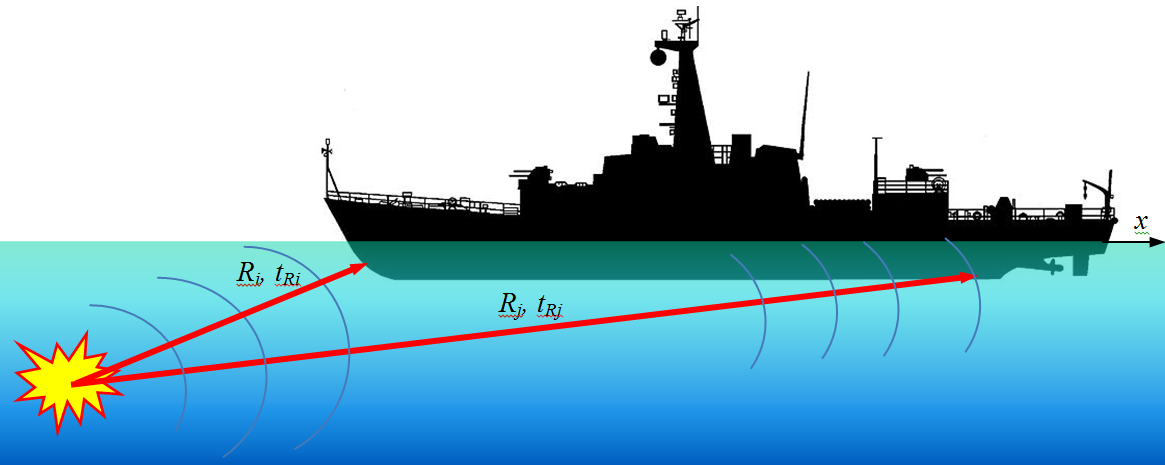 x
Ri, tRi
Rj, tRj